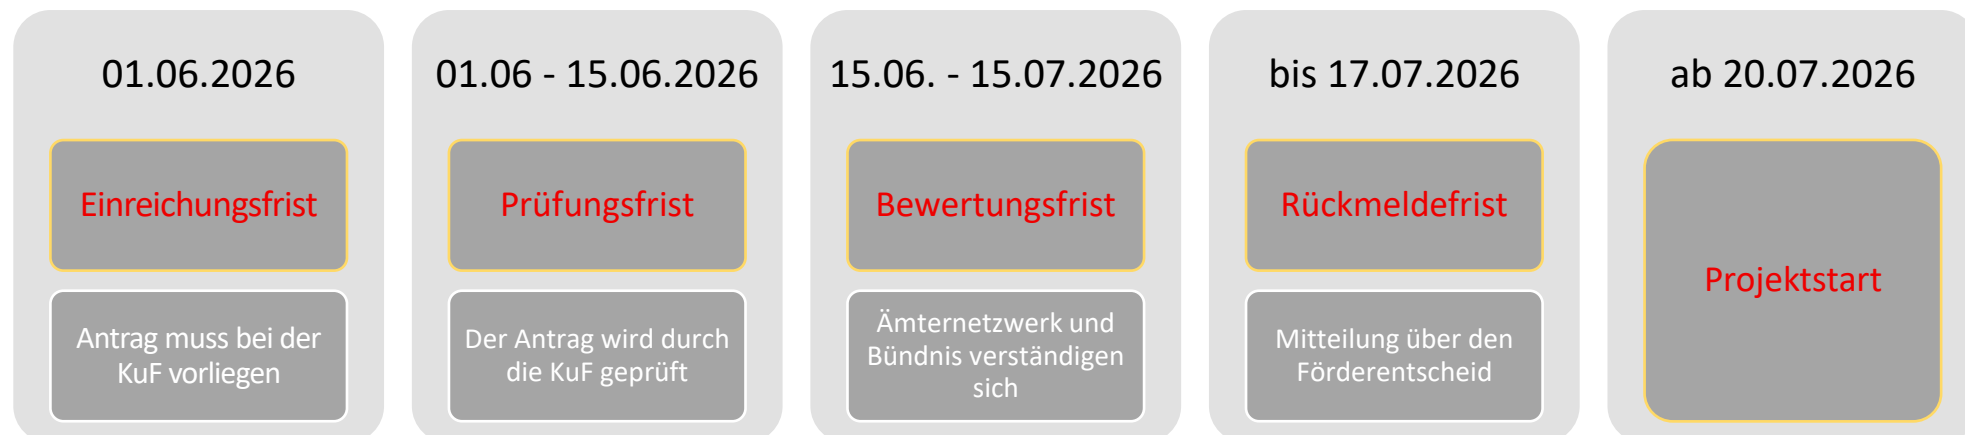 01.06.2026
Einreichungsfrist
Antrag muss bei der
KuF vorliegen
01.06 - 15.06.2026
Prüfungsfrist
Der Antrag wird durch
die KuF geprüft
15.06. - 15.07.2026
Bewertungsfrist
Ämternetzwerk und
Bündnis verständigen
sich
bis 17.07.2026
Rückmeldefrist
Mitteilung über den
Förderentscheid
ab 20.07.2026
Projektstart